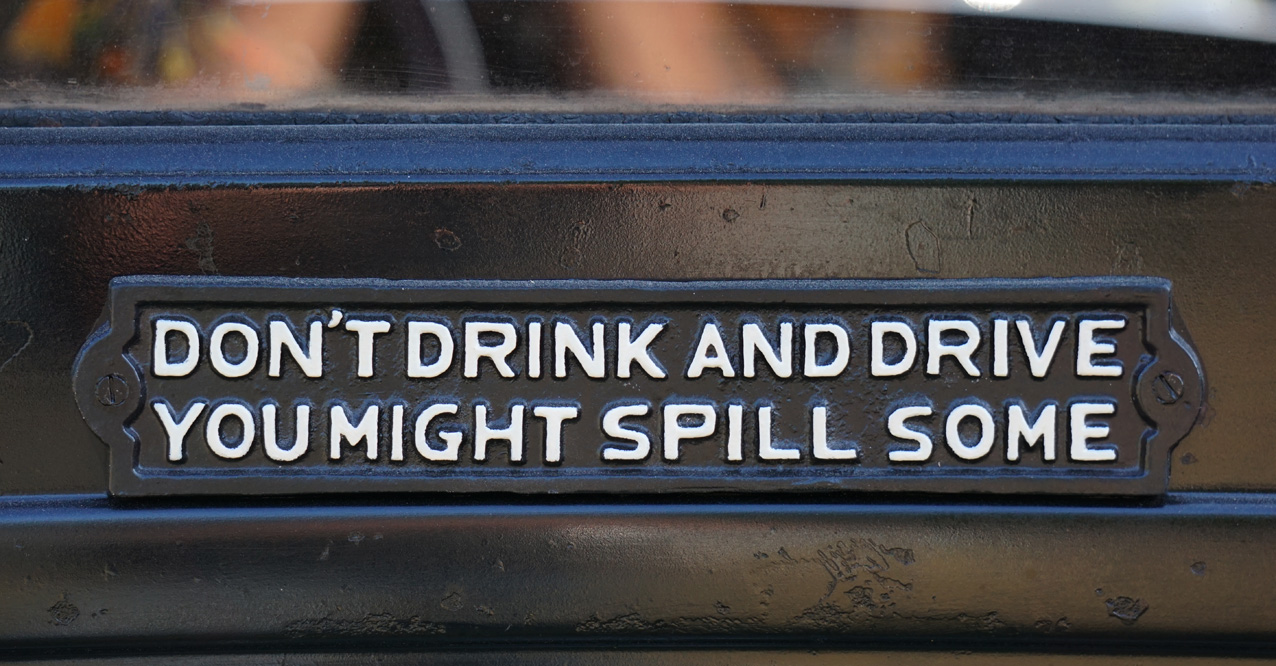 DON'T DRINK AND DRIVE
YOU MIGHT SPILL SOME